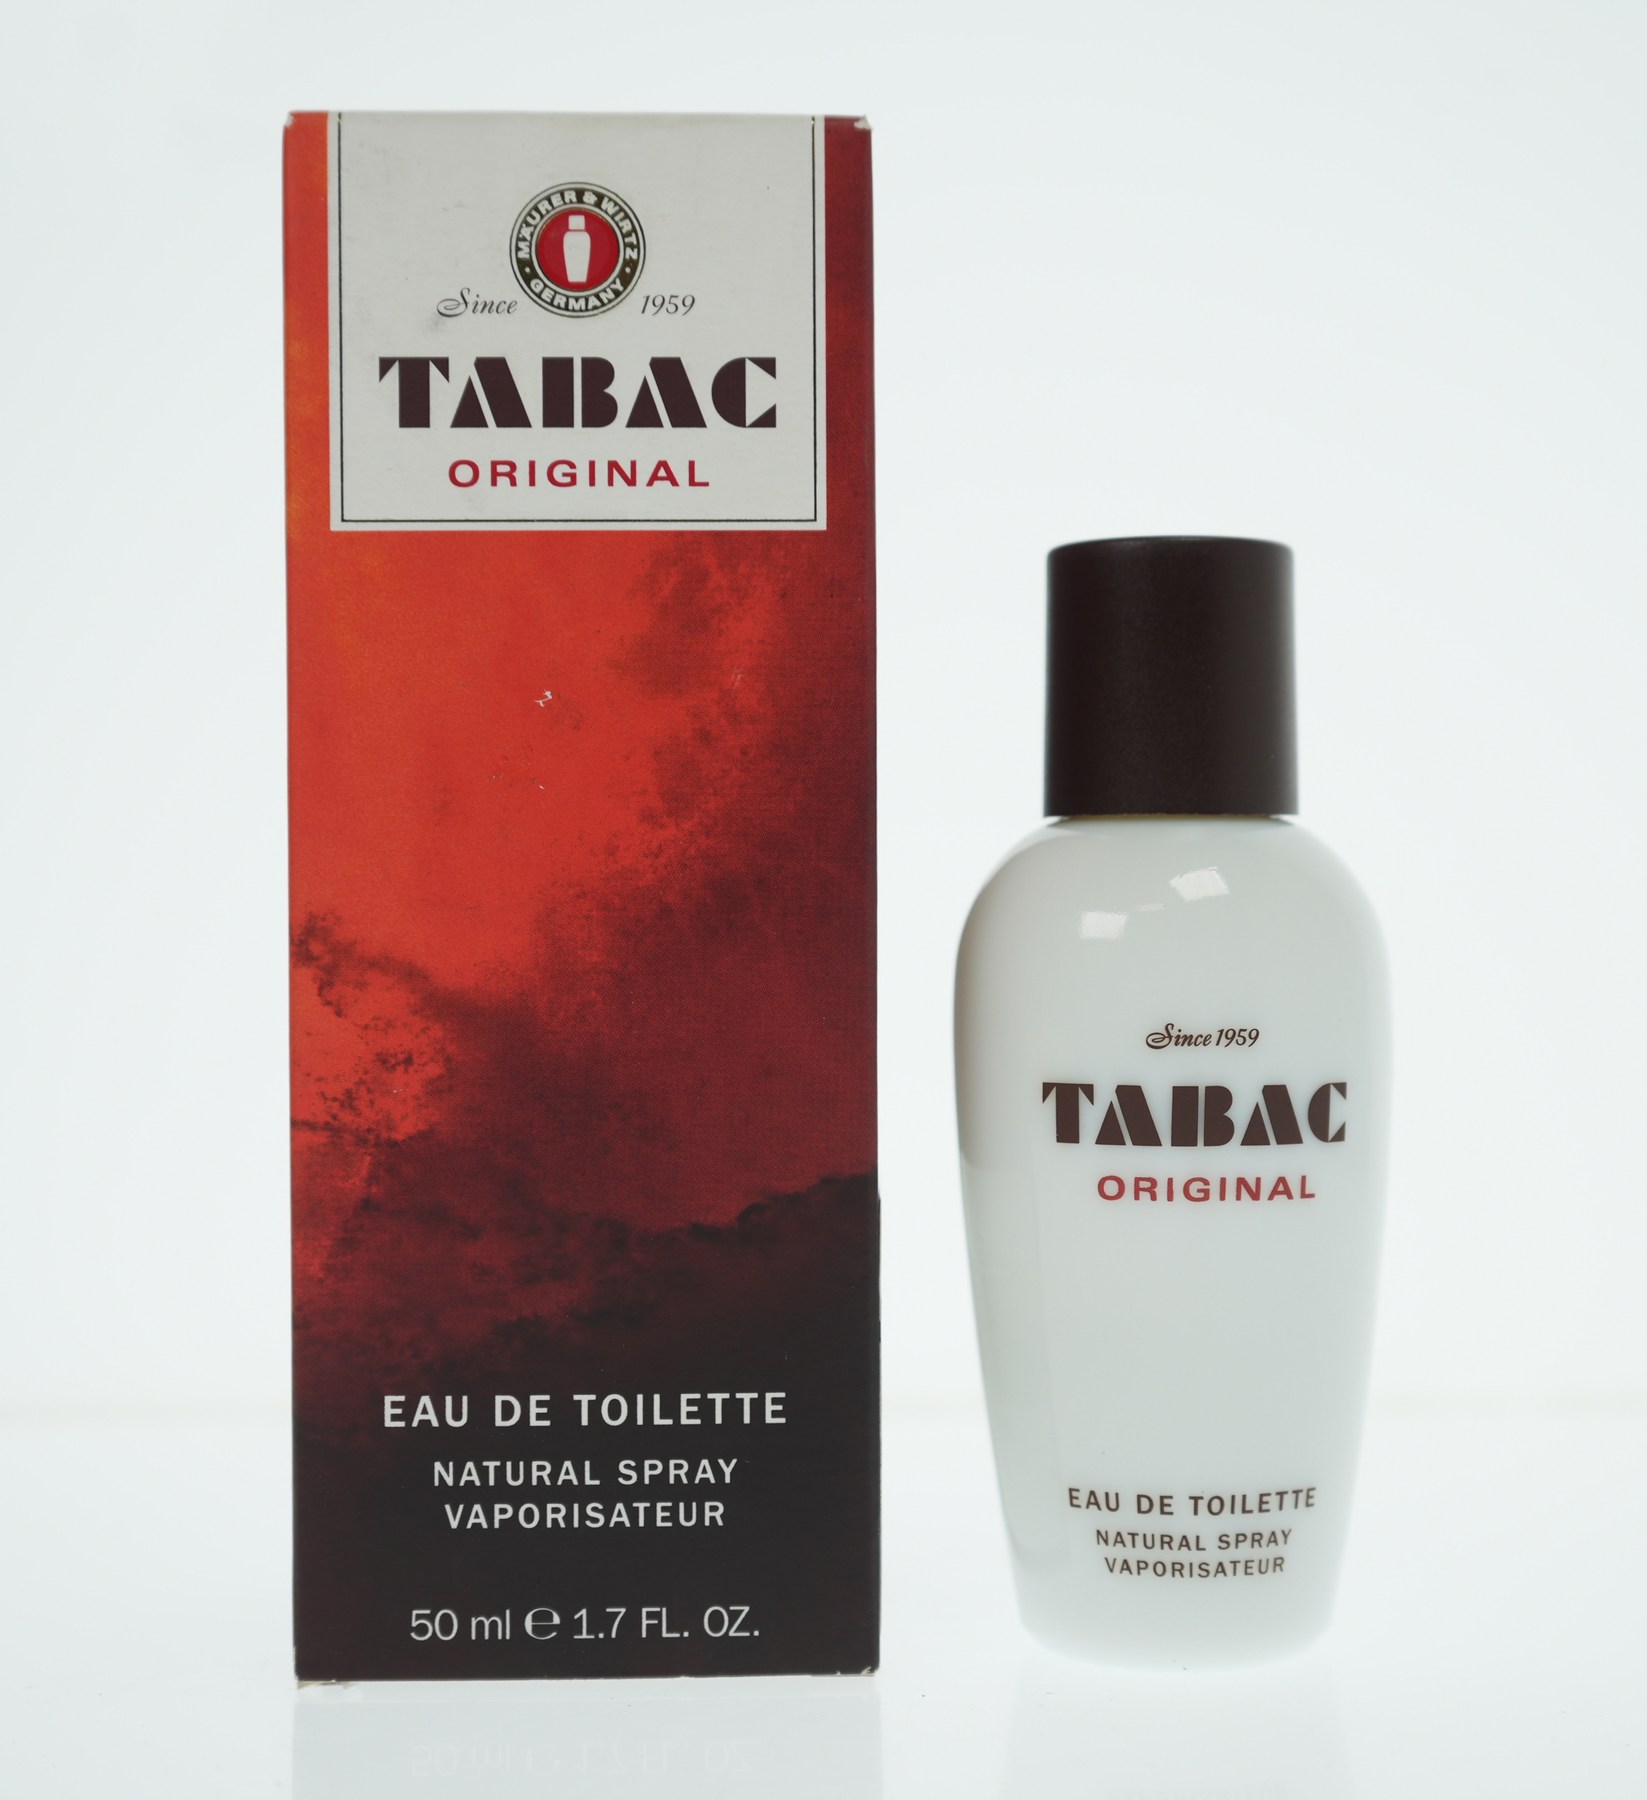 MÄURER & WIRTZ
· GERMANY ·
Since 1959
TABAC
ORIGINAL
EAU DE TOILETTE
NATURAL SPRAY
VAPORISATEUR
50 ml ℮ 1.7 FL. OZ.
Since 1959
TABAC
ORIGINAL
EAU DE TOILETTE
NATURAL SPRAY
VAPORISATEUR